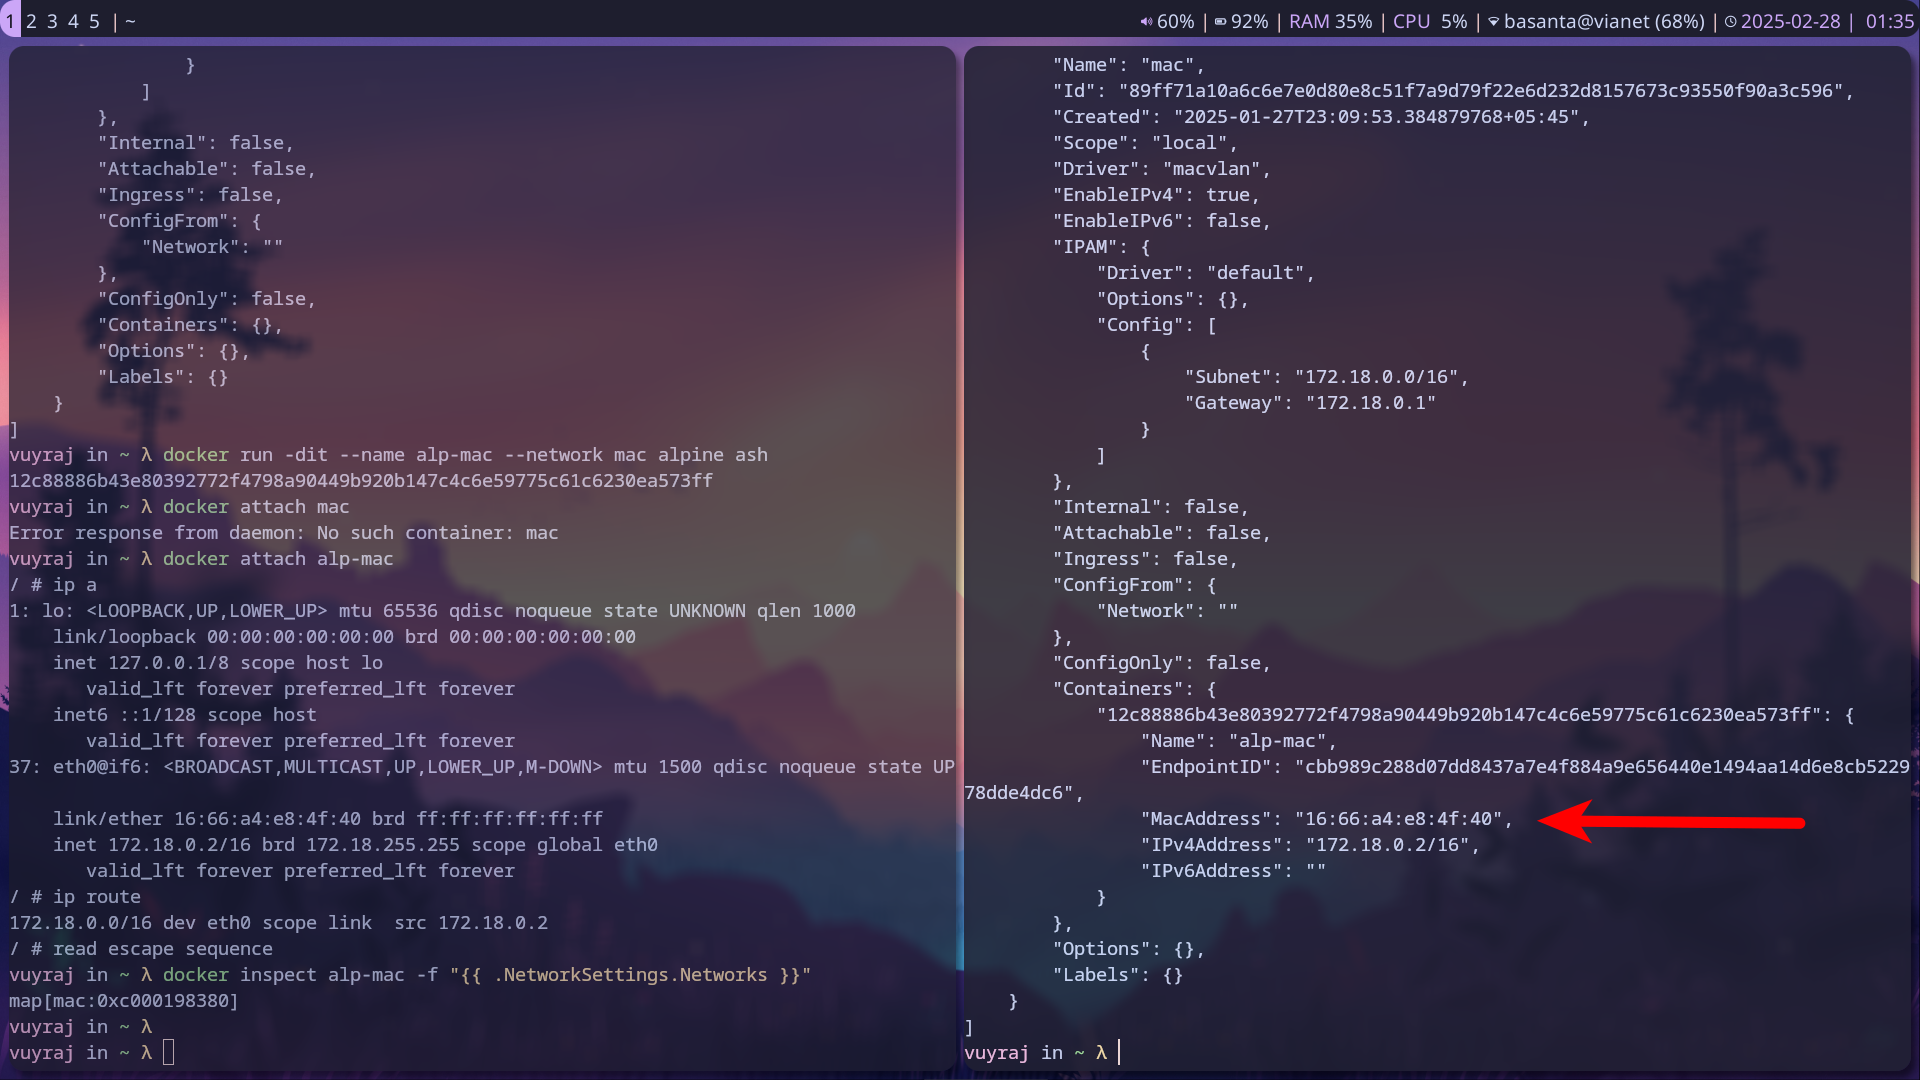 1 2 3 4 5 | ~
60% | 92% | RAM 35% | CPU 5% | basanta@vianet (68%) | 2025-02-28 | 01:35
}
]
},
"Internal": false,
"Attachable": false,
"Ingress": false,
"ConfigFrom": {
"Network": ""
},
"ConfigOnly": false,
"Containers": {},
"Options": {},
"Labels": {}
}
]
vuyraj in ~ λ docker run -dit --name alp-mac --network mac alpine ash
12c88886b43e80392772f4798a90449b920b147c4c6e59775c61c6230ea573ff
vuyraj in ~ λ docker attach mac
Error response from daemon: No such container: mac
vuyraj in ~ λ docker attach alp-mac
/ # ip a
1: lo: <LOOPBACK,UP,LOWER_UP> mtu 65536 qdisc noqueue state UNKNOWN qlen 1000
link/loopback 00:00:00:00:00:00 brd 00:00:00:00:00:00
inet 127.0.0.1/8 scope host lo
valid_lft forever preferred_lft forever
inet6 ::1/128 scope host
valid_lft forever preferred_lft forever
37: eth0@if6: <BROADCAST,MULTICAST,UP,LOWER_UP,M-DOWN> mtu 1500 qdisc noqueue state UP
link/ether 16:66:a4:e8:4f:40 brd ff:ff:ff:ff:ff:ff
inet 172.18.0.2/16 brd 172.18.255.255 scope global eth0
valid_lft forever preferred_lft forever
/ # ip route
172.18.0.0/16 dev eth0 scope link  src 172.18.0.2
/ # read escape sequence
vuyraj in ~ λ docker inspect alp-mac -f "{{ .NetworkSettings.Networks }}"
map[mac:0xc000198380]
vuyraj in ~ λ
vuyraj in ~ λ
"Name": "mac",
"Id": "89ff71a10a6c6e7e0d80e8c51f7a9d79f22e6d232d8157673c93550f90a3c596",
"Created": "2025-01-27T23:09:53.384879768+05:45",
"Scope": "local",
"Driver": "macvlan",
"EnableIPv4": true,
"EnableIPv6": false,
"IPAM": {
"Driver": "default",
"Options": {},
"Config": [
{
"Subnet": "172.18.0.0/16",
"Gateway": "172.18.0.1"
}
]
},
"Internal": false,
"Attachable": false,
"Ingress": false,
"ConfigFrom": {
"Network": ""
},
"ConfigOnly": false,
"Containers": {
"12c88886b43e80392772f4798a90449b920b147c4c6e59775c61c6230ea573ff": {
"Name": "alp-mac",
"EndpointID": "cbb989c288d07dd8437a7e4f884a9e656440e1494aa14d6e8cb5229
78dde4dc6",
"MacAddress": "16:66:a4:e8:4f:40",
"IPv4Address": "172.18.0.2/16",
"IPv6Address": ""
}
},
"Options": {},
"Labels": {}
}
]
vuyraj in ~ λ